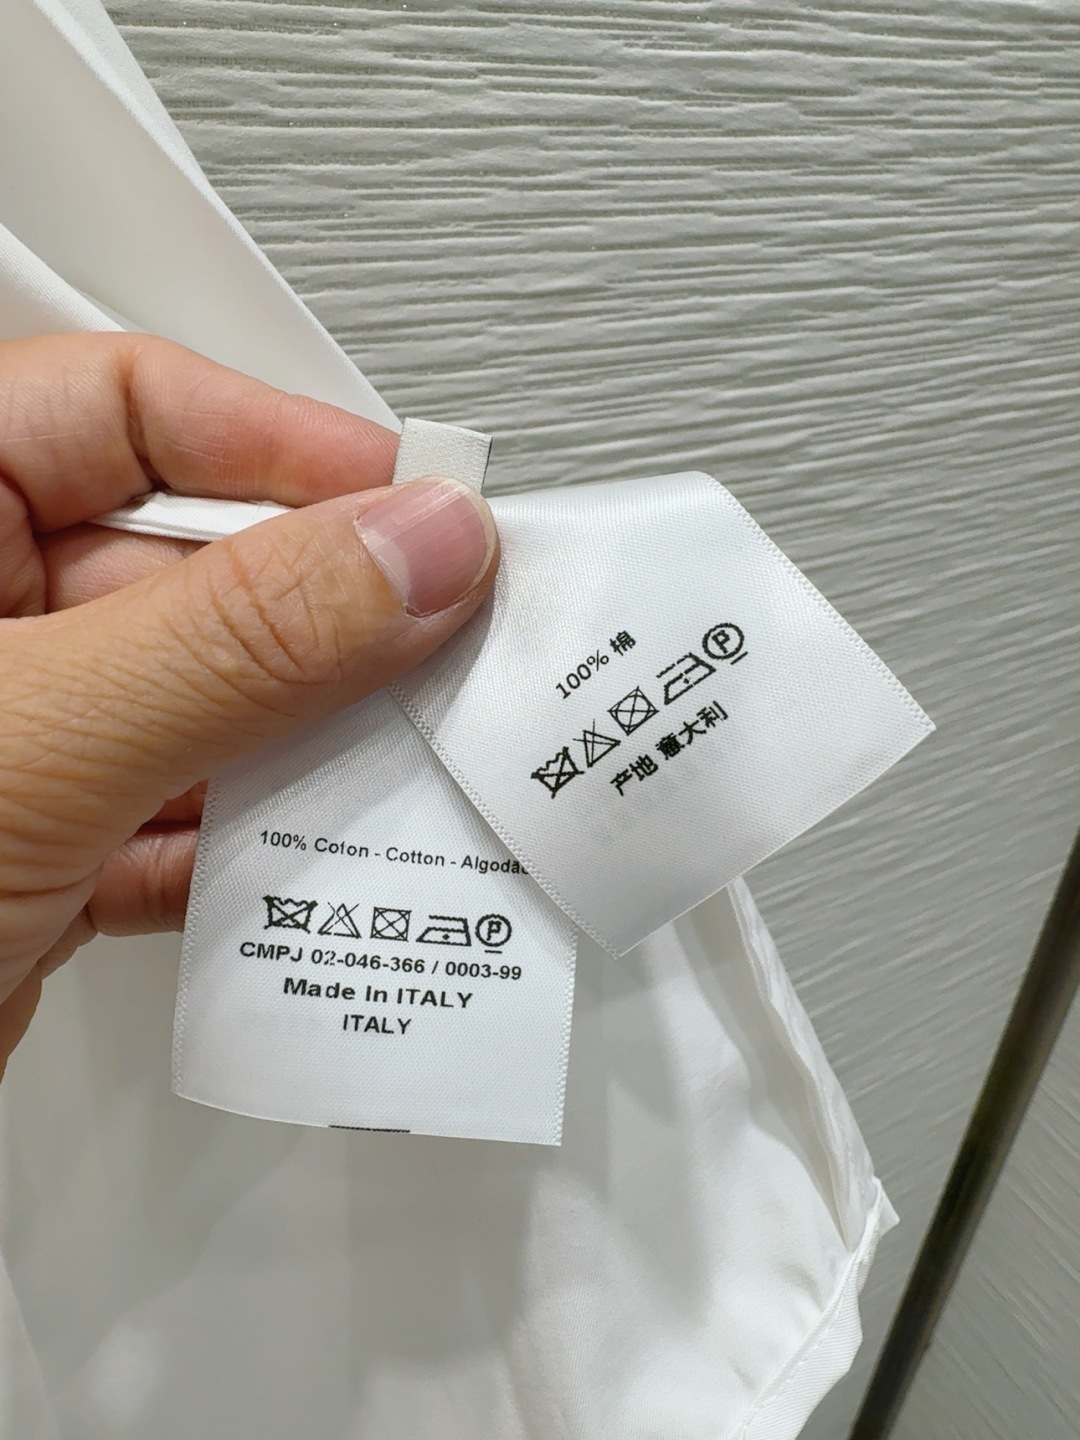 100% 棉
P
产地 意大利
100% Coton - Cotton - Algodão
P
CMPJ 02-046-366 / 0003-99
Made In ITALY
ITALY